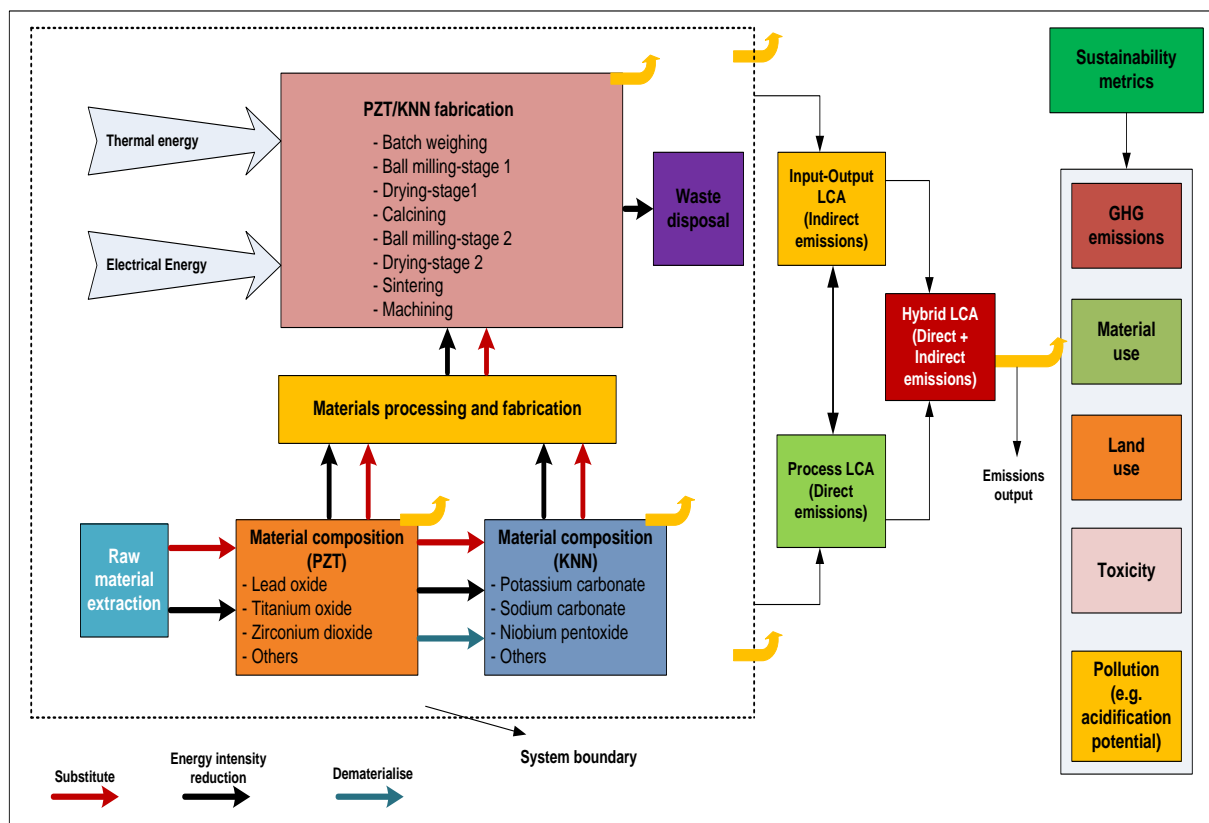 Thermal energy
Electrical Energy
PZT/KNN fabrication
- Batch weighing
- Ball milling-stage 1
- Drying-stage1
- Calcining
- Ball milling-stage 2
- Drying-stage 2
- Sintering
- Machining
Waste
disposal
Materials processing and fabrication
Raw
material
extraction
Material composition
(PZT)
- Lead oxide
- Titanium oxide
- Zirconium dioxide
- Others
Material composition
(KNN)
- Potassium carbonate
- Sodium carbonate
- Niobium pentoxide
- Others
System boundary
Substitute
Energy intensity
reduction
Dematerialise
Input-Output
LCA
(Indirect
emissions)
Process LCA
(Direct
emissions)
Hybrid LCA
(Direct +
Indirect
emissions)
Emissions
output
Sustainability
metrics
GHG
emissions
Material
use
Land
use
Toxicity
Pollution
(e.g.
acidification
potential)